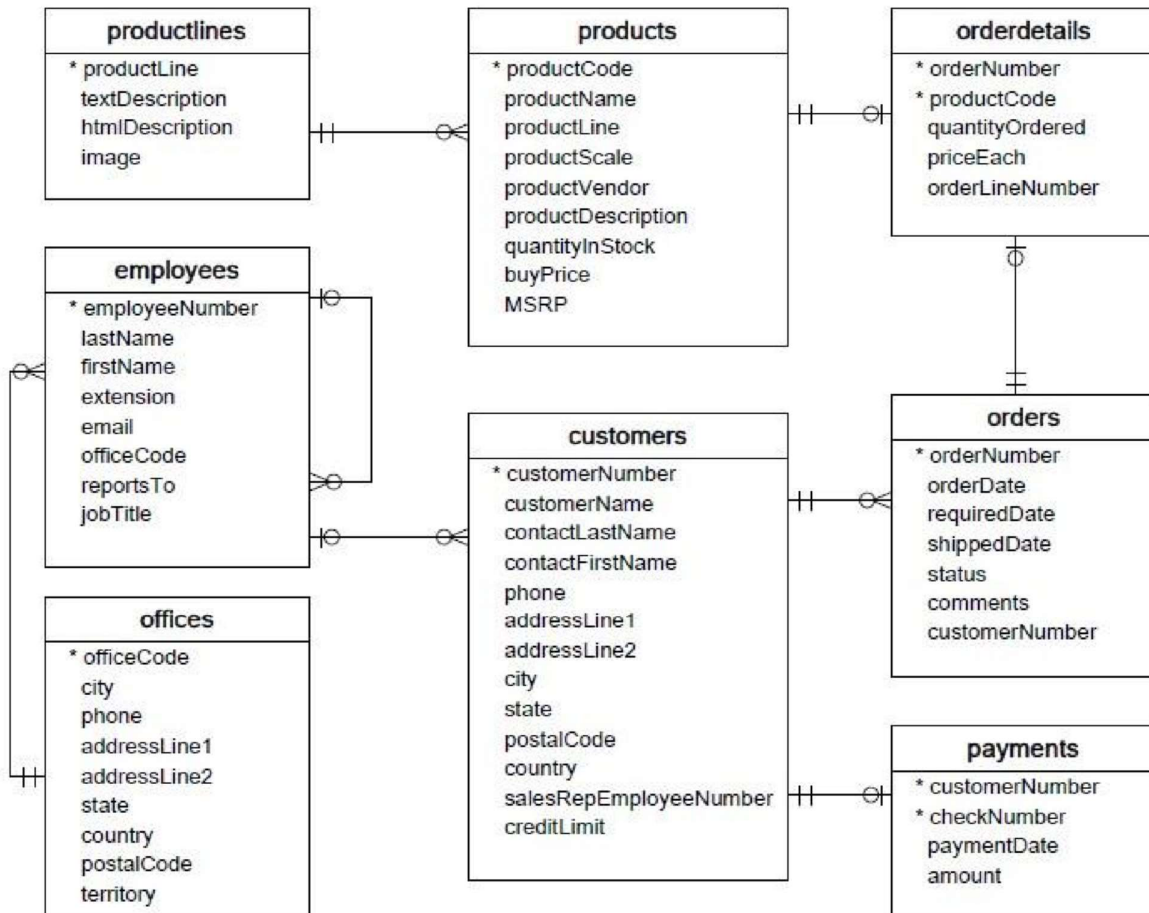 productlines
* productLine
textDescription
htmlDescription
image
products
* productCode
productName
productLine
productScale
productVendor
productDescription
quantityInStock
buyPrice
MSRP
orderdetails
* orderNumber
* productCode
quantityOrdered
priceEach
orderLineNumber
employees
* employeeNumber
lastName
firstName
extension
email
officeCode
reportsTo
jobTitle
customers
* customerNumber
customerName
contactLastName
contactFirstName
phone
addressLine1
addressLine2
city
state
postalCode
country
salesRepEmployeeNumber
creditLimit
orders
* orderNumber
orderDate
requiredDate
shippedDate
status
comments
customerNumber
offices
* officeCode
city
phone
addressLine1
addressLine2
state
country
postalCode
territory
payments
* customerNumber
* checkNumber
paymentDate
amount